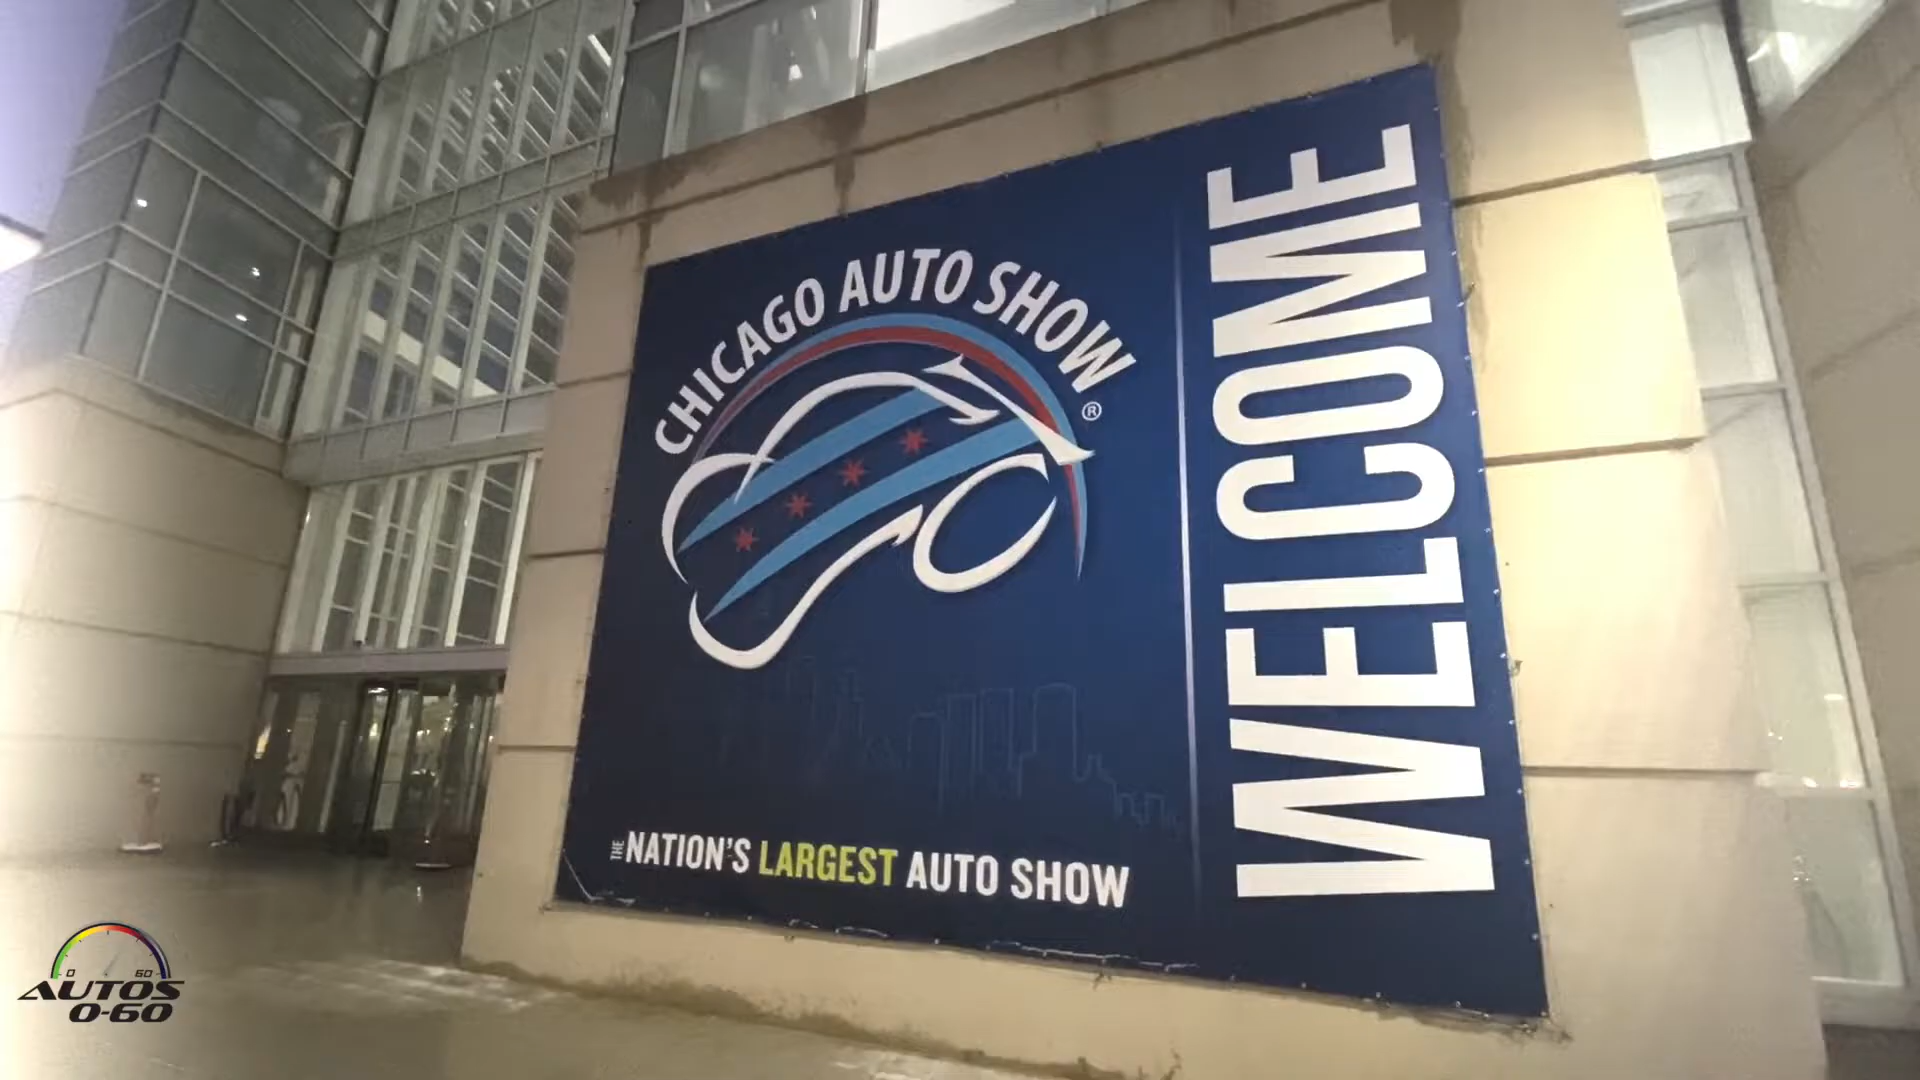 CHICAGO AUTO SHOW
®
THE NATION'S LARGEST AUTO SHOW
WELCOME
0 60
AUTOS
0-60